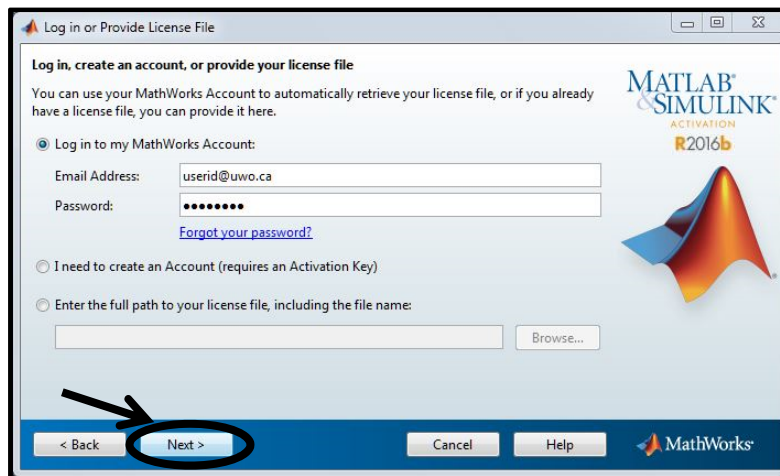 Log in or Provide License File
Log in, create an account, or provide your license file
You can use your MathWorks Account to automatically retrieve your license file, or if you already
have a license file, you can provide it here.
MATLAB®
&SIMULINK®
ACTIVATION
R2016b
Log in to my MathWorks Account:
Email Address: userid@uwo.ca
Password: ●●●●●●●●
Forgot your password?
I need to create an Account (requires an Activation Key)
Enter the full path to your license file, including the file name:
Browse...
< Back Next > Cancel Help MathWorks®